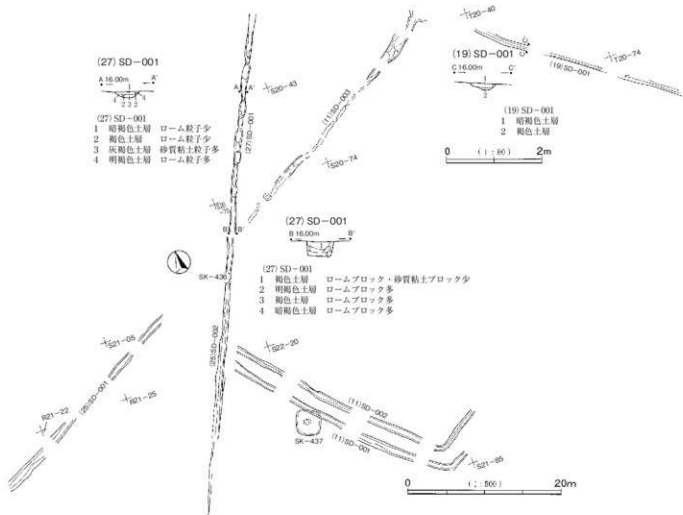 (27) SD-001
A 16.00m A'
1
4 2 3 2 4
(27) SD-001
1 暗褐色土層 ローム粒子少
2 褐色土層 ローム粒子少
3 灰褐色土層 砂質粘土粒子多
4 明褐色土層 ローム粒子多
A A'
S20-43
(27)SD-001
(11)SD-003
S20-74
T20-40
C' C
T20-74
(19)SD-001
(19) SD-001
C 16.00m C'
1
2
(19) SD-001
1 暗褐色土層
2 褐色土層
0 (1:80) 2m
B B'
(27) SD-001
B 16.00m B'
(27) SD-001
1 褐色土層 ロームブロック・砂質粘土ブロック少
2 明褐色土層 ロームブロック多
3 褐色土層 ロームブロック多
4 暗褐色土層 ロームブロック多
SK-436
(25)SD-002
S21-05
R21-25
R21-22
(25)SD-001
S22-20
(11)SD-002
SK-437
(11)SD-001
S21-85
0 (1:500) 20m